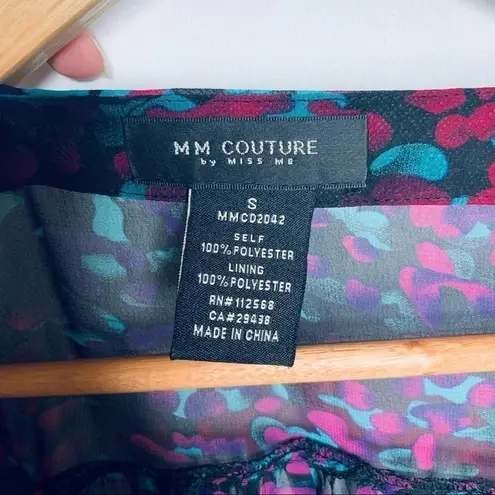 MM COUTURE
by MISS ME
S
MMCD2042
SELF
100% POLYESTER
LINING
100% POLYESTER
RN#112568
CA#29438
MADE IN CHINA